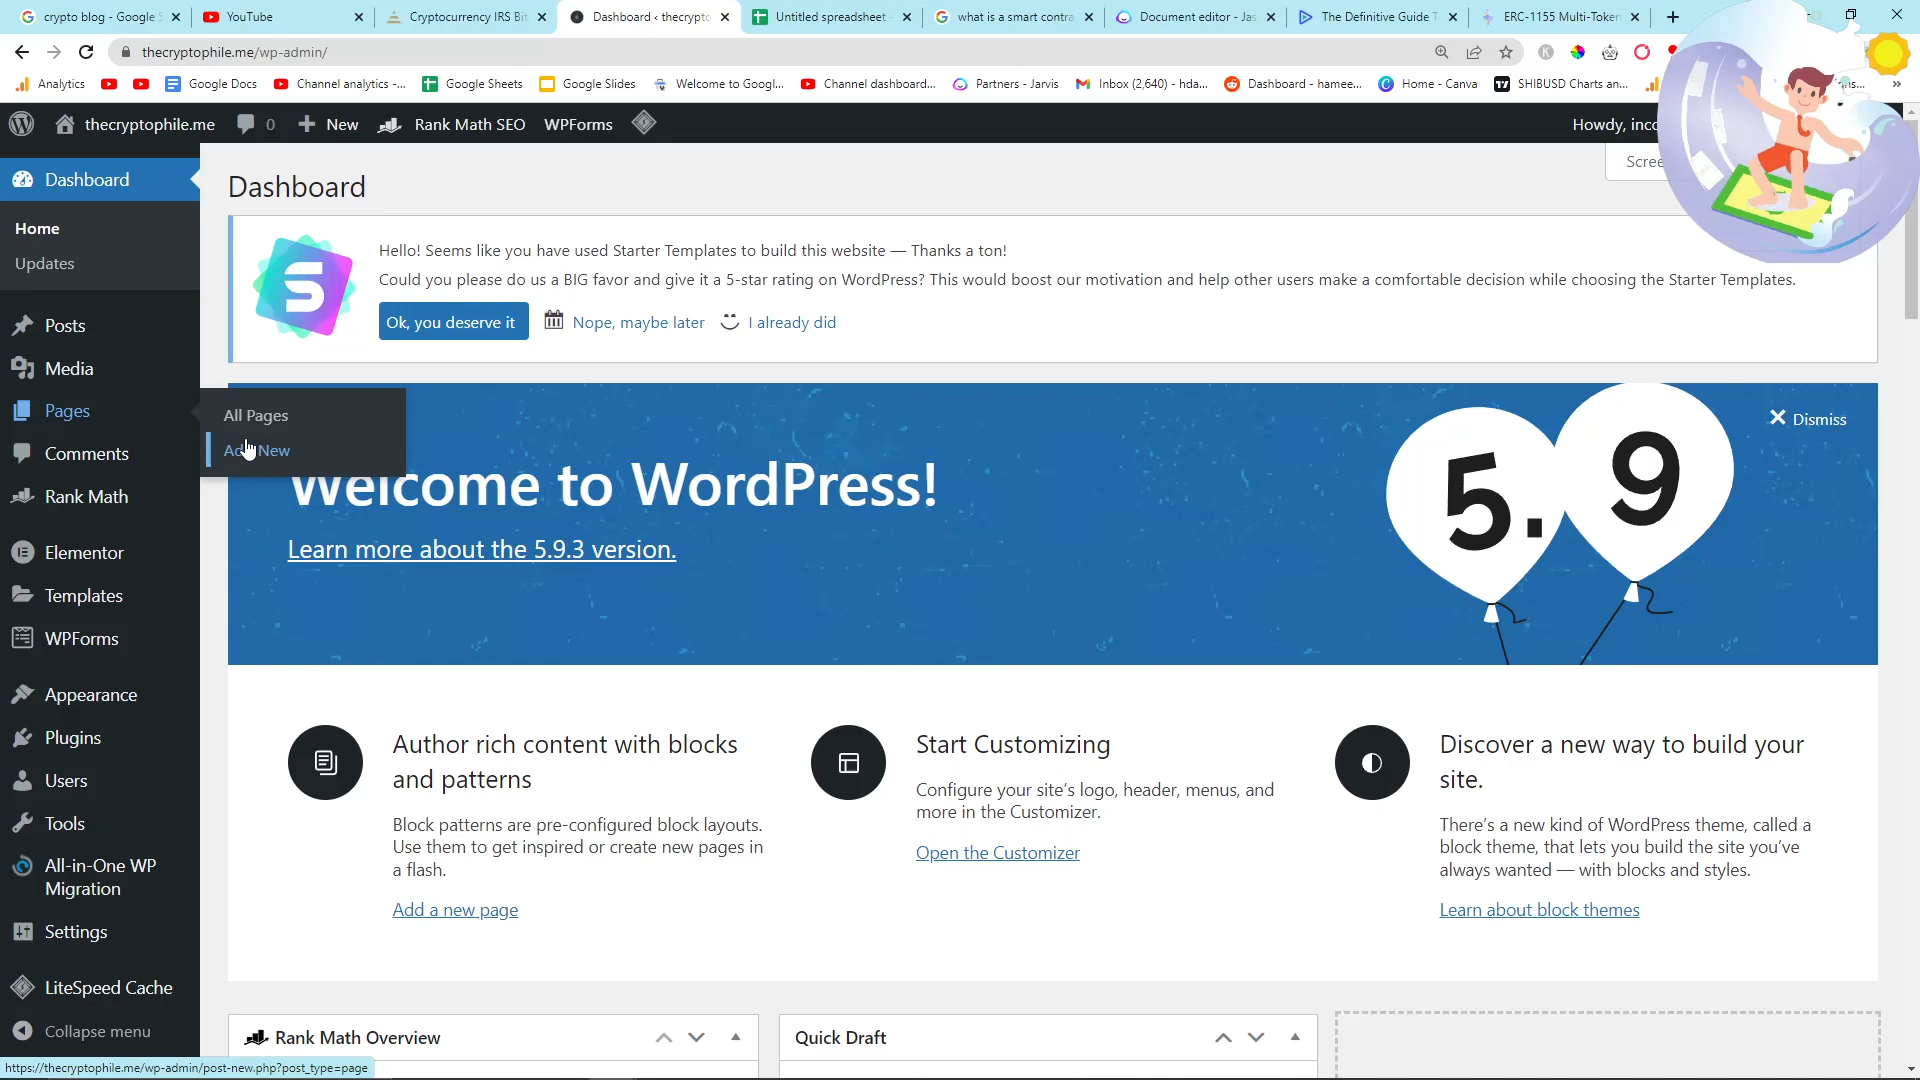 crypto blog - Google S
YouTube
Cryptocurrency IRS Bit
Dashboard ‹ thecrypto
Untitled spreadsheet -
what is a smart contra
Document editor - Jas
The Definitive Guide T
ERC-1155 Multi-Token
thecryptophile.me/wp-admin/
Analytics
Google Docs
Channel analytics -...
Google Sheets
Google Slides
Welcome to Googl...
Channel dashboard...
Partners - Jarvis
Inbox (2,640) - hda...
Dashboard - hamee...
Home - Canva
SHIBUSD Charts an...
thecryptophile.me
0
New
Rank Math SEO
WPForms
Howdy, inco
Dashboard
Home
Updates
Posts
Media
Pages
All Pages
Add New
Comments
Rank Math
Elementor
Templates
WPForms
Appearance
Plugins
Users
Tools
All-in-One WP
Migration
Settings
LiteSpeed Cache
Collapse menu
Dashboard
Scree
S
Hello! Seems like you have used Starter Templates to build this website — Thanks a ton!
Could you please do us a BIG favor and give it a 5-star rating on WordPress? This would boost our motivation and help other users make a comfortable decision while choosing the Starter Templates.
Ok, you deserve it
Nope, maybe later
I already did
Welcome to WordPress!
Learn more about the 5.9.3 version.
5.9
Dismiss
Author rich content with blocks
and patterns
Block patterns are pre-configured block layouts.
Use them to get inspired or create new pages in
a flash.
Add a new page
Start Customizing
Configure your site's logo, header, menus, and
more in the Customizer.
Open the Customizer
Discover a new way to build your
site.
There's a new kind of WordPress theme, called a
block theme, that lets you build the site you've
always wanted — with blocks and styles.
Learn about block themes
Rank Math Overview
Quick Draft
https://thecryptophile.me/wp-admin/post-new.php?post_type=page